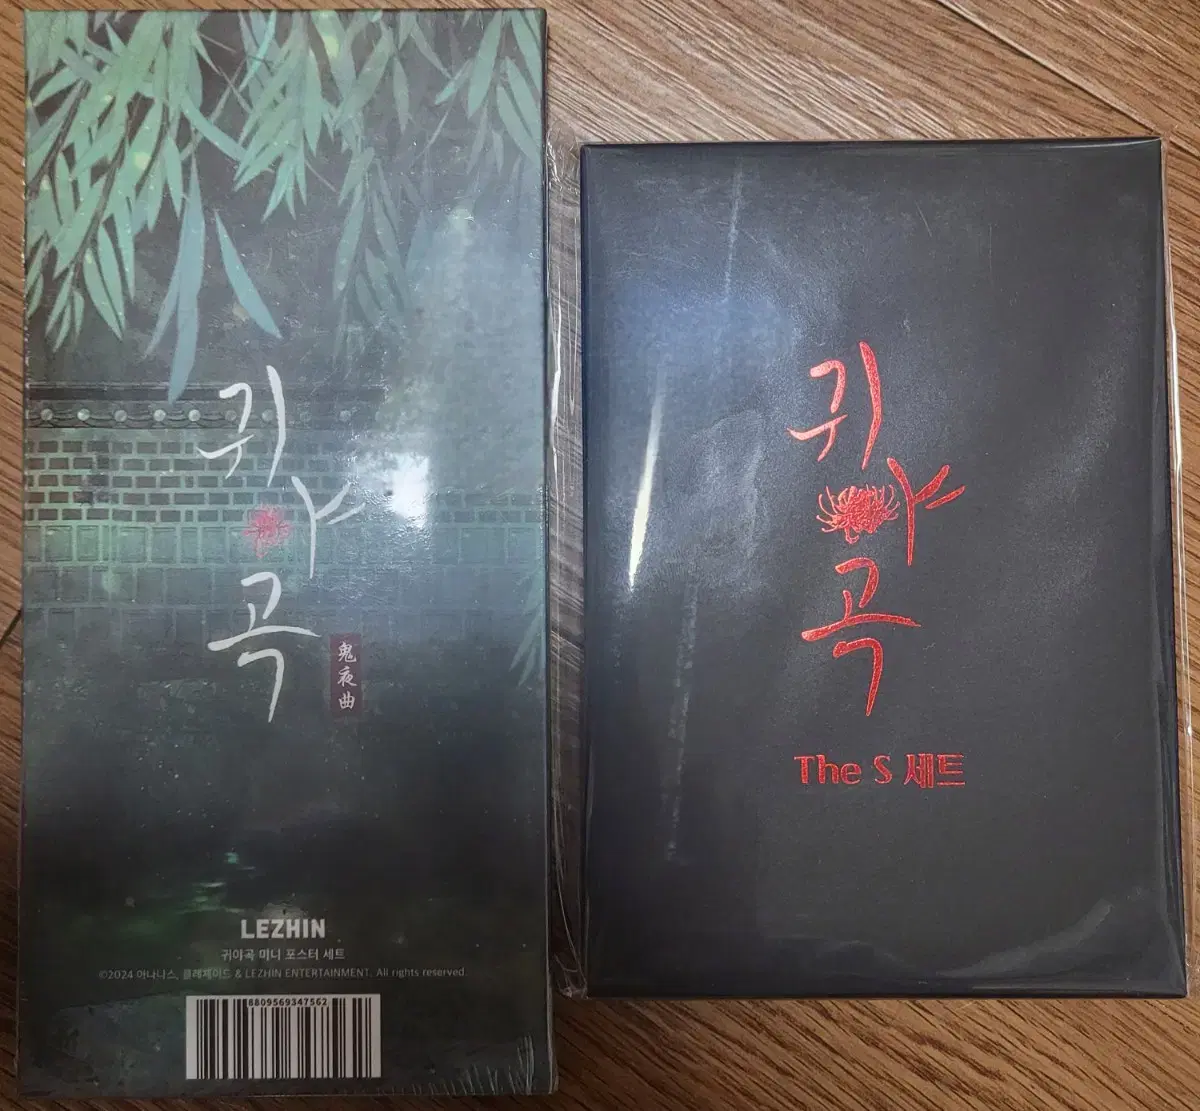 귀야곡
鬼夜曲
LEZHIN
귀야곡 미니 포스터 세트
©2024 아나나스, 클레제이드 & LEZHIN ENTERTAINMENT. All rights reserved.
8809569347562
귀야곡
The S 세트